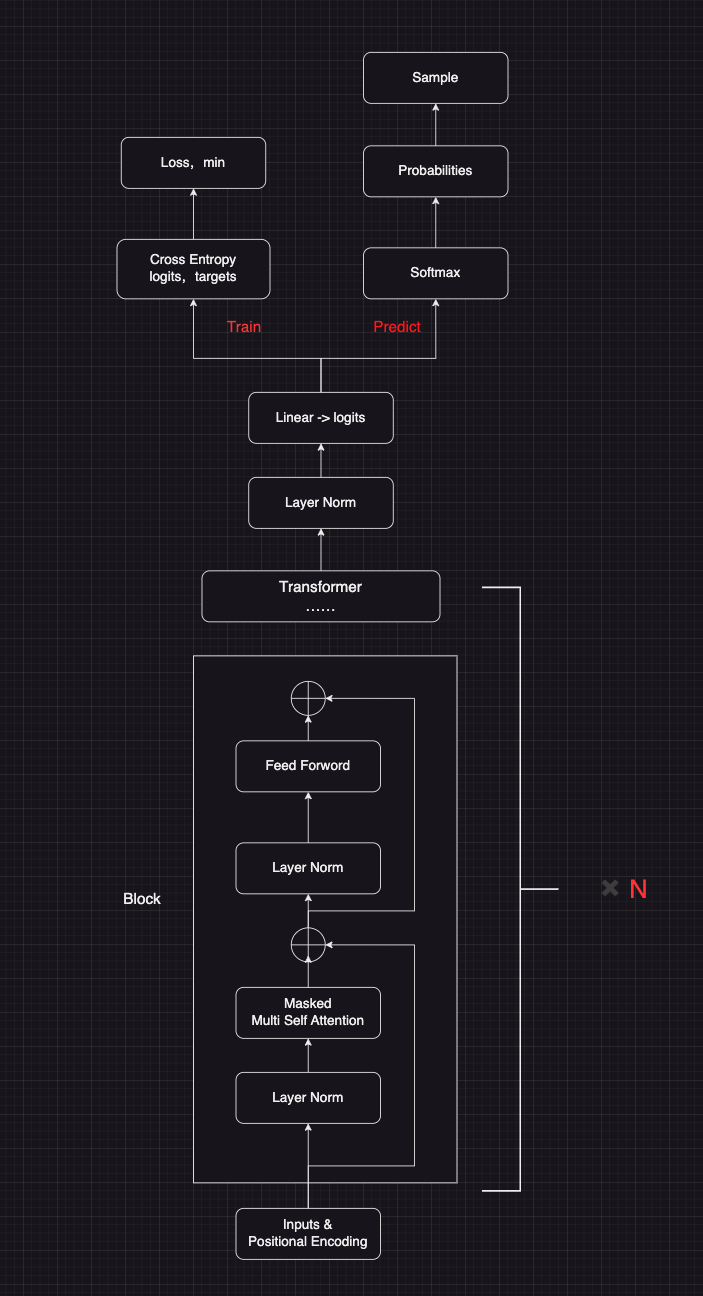 Sample
Loss，min
Probabilities
Cross Entropy
logits，targets
Softmax
Train
Predict
Linear -> logits
Layer Norm
Transformer
......
Feed Forword
Layer Norm
Block
✖ N
Masked
Multi Self Attention
Layer Norm
Inputs &
Positional Encoding